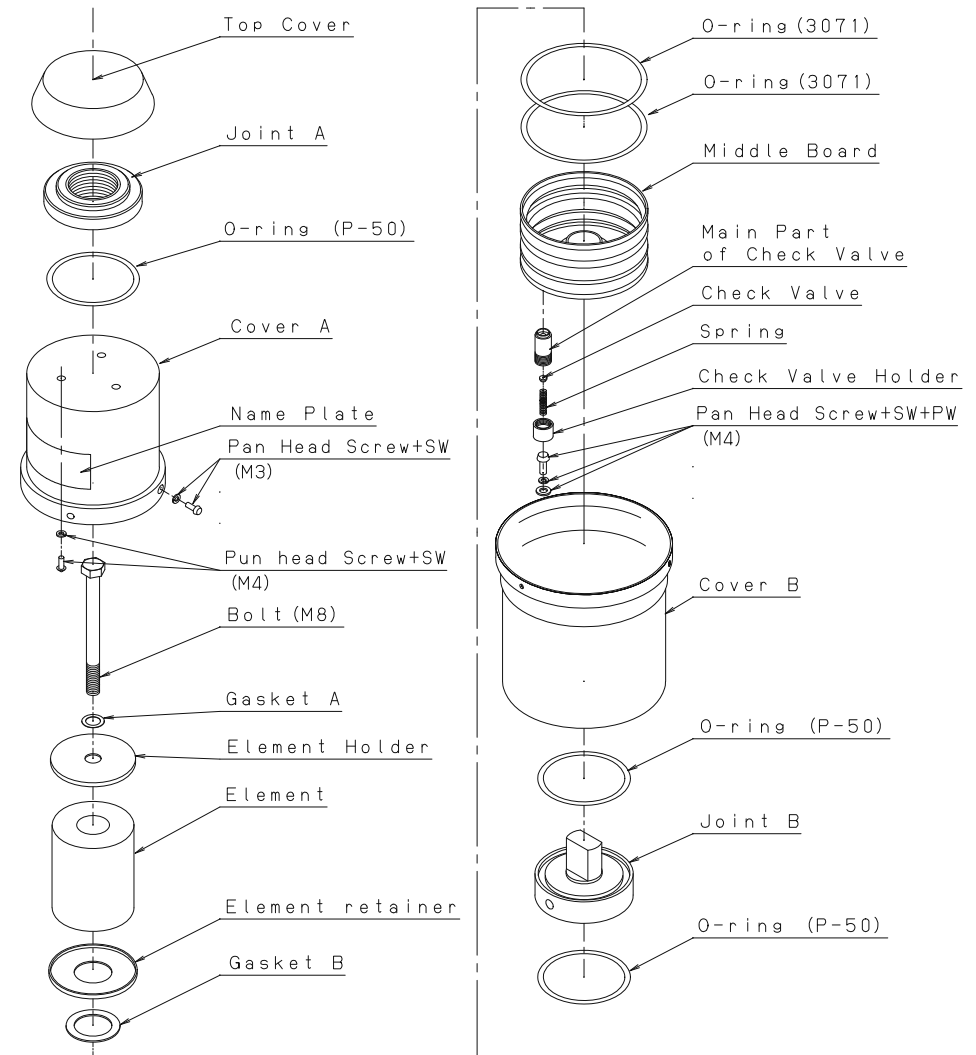 Top Cover
Joint A
O-ring (P-50)
Cover A
Name Plate
Pan Head Screw+SW
(M3)
Pun head Screw+SW
(M4)
Bolt(M8)
Gasket A
Element Holder
Element
Element retainer
Gasket B
O-ring(3071)
O-ring(3071)
Middle Board
Main Part
of Check Valve
Check Valve
Spring
Check Valve Holder
Pan Head Screw+SW+PW
(M4)
Cover B
O-ring (P-50)
Joint B
O-ring (P-50)